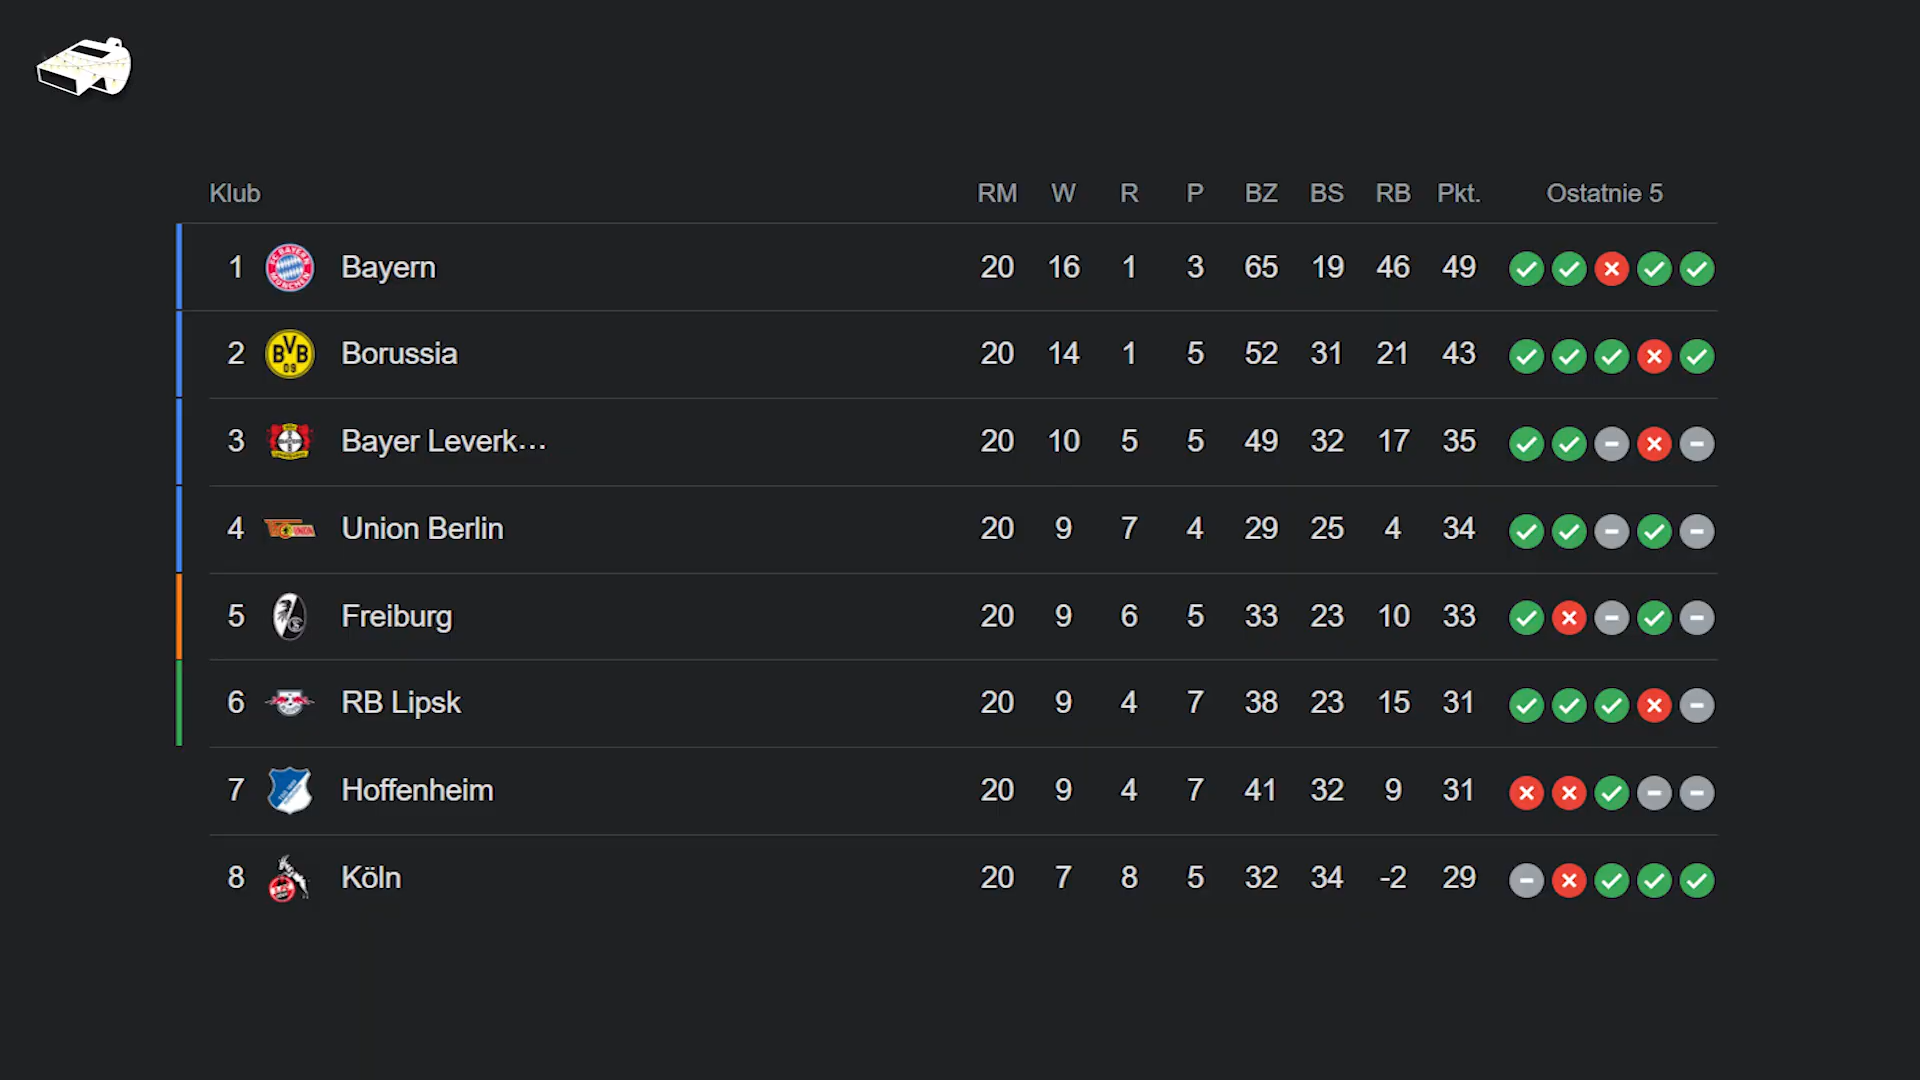 Klub RM W R P BZ BS RB Pkt. Ostatnie 5
1 Bayern 20 16 1 3 65 19 46 49
2 BVB 09 Borussia 20 14 1 5 52 31 21 43
3 Bayer Leverk... 20 10 5 5 49 32 17 35
4 Union Berlin 20 9 7 4 29 25 4 34
5 Freiburg 20 9 6 5 33 23 10 33
6 RB Lipsk 20 9 4 7 38 23 15 31
7 Hoffenheim 20 9 4 7 41 32 9 31
8 Köln 20 7 8 5 32 34 -2 29